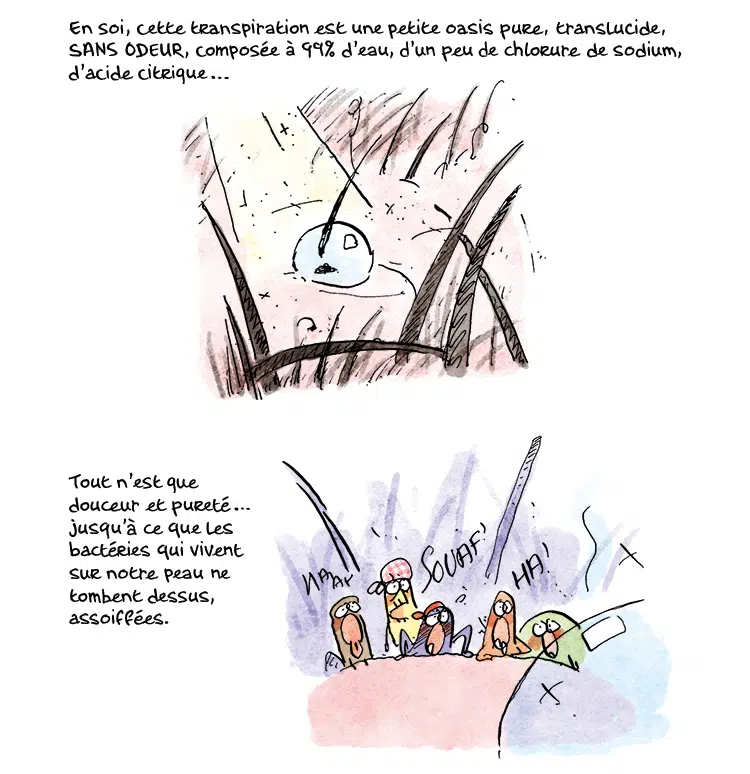 En soi, cette transpiration est une petite oasis pure, translucide,
SANS ODEUR, composée à 99% d'eau, d'un peu de chlorure de sodium,
d'acide citrique...
Tout n'est que
douceur et pureté...
jusqu'à ce que les
bactéries qui vivent
sur notre peau ne
tombent dessus,
assoiffées.
SOUAF!
HA!